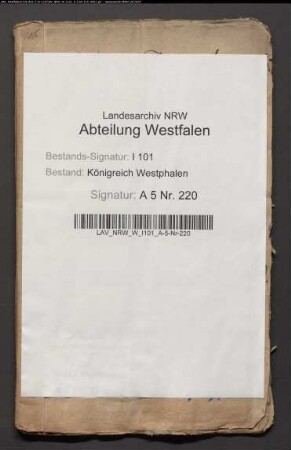 Landesarchiv NRW
Abteilung Westfalen
Bestands-Signatur: I 101
Bestand: Königreich Westphalen
Signatur: A 5 Nr. 220
LAV_NRW_W_I101_A-5-Nr-220